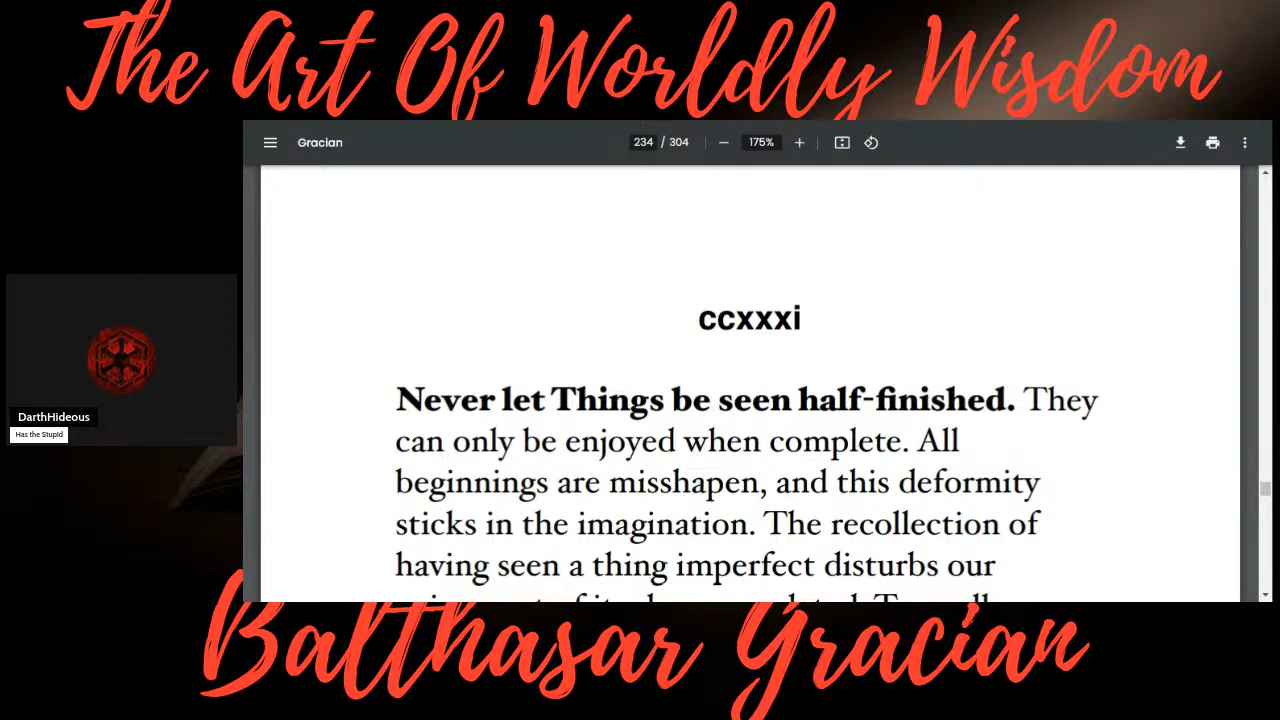 The Art Of Worldly Wisdom
Gracian
234 / 304
175%
ccxxxi
Never let Things be seen half-finished. They
can only be enjoyed when complete. All
beginnings are misshapen, and this deformity
sticks in the imagination. The recollection of
having seen a thing imperfect disturbs our
DarthHideous
Has the Stupid
Balthasar Gracian